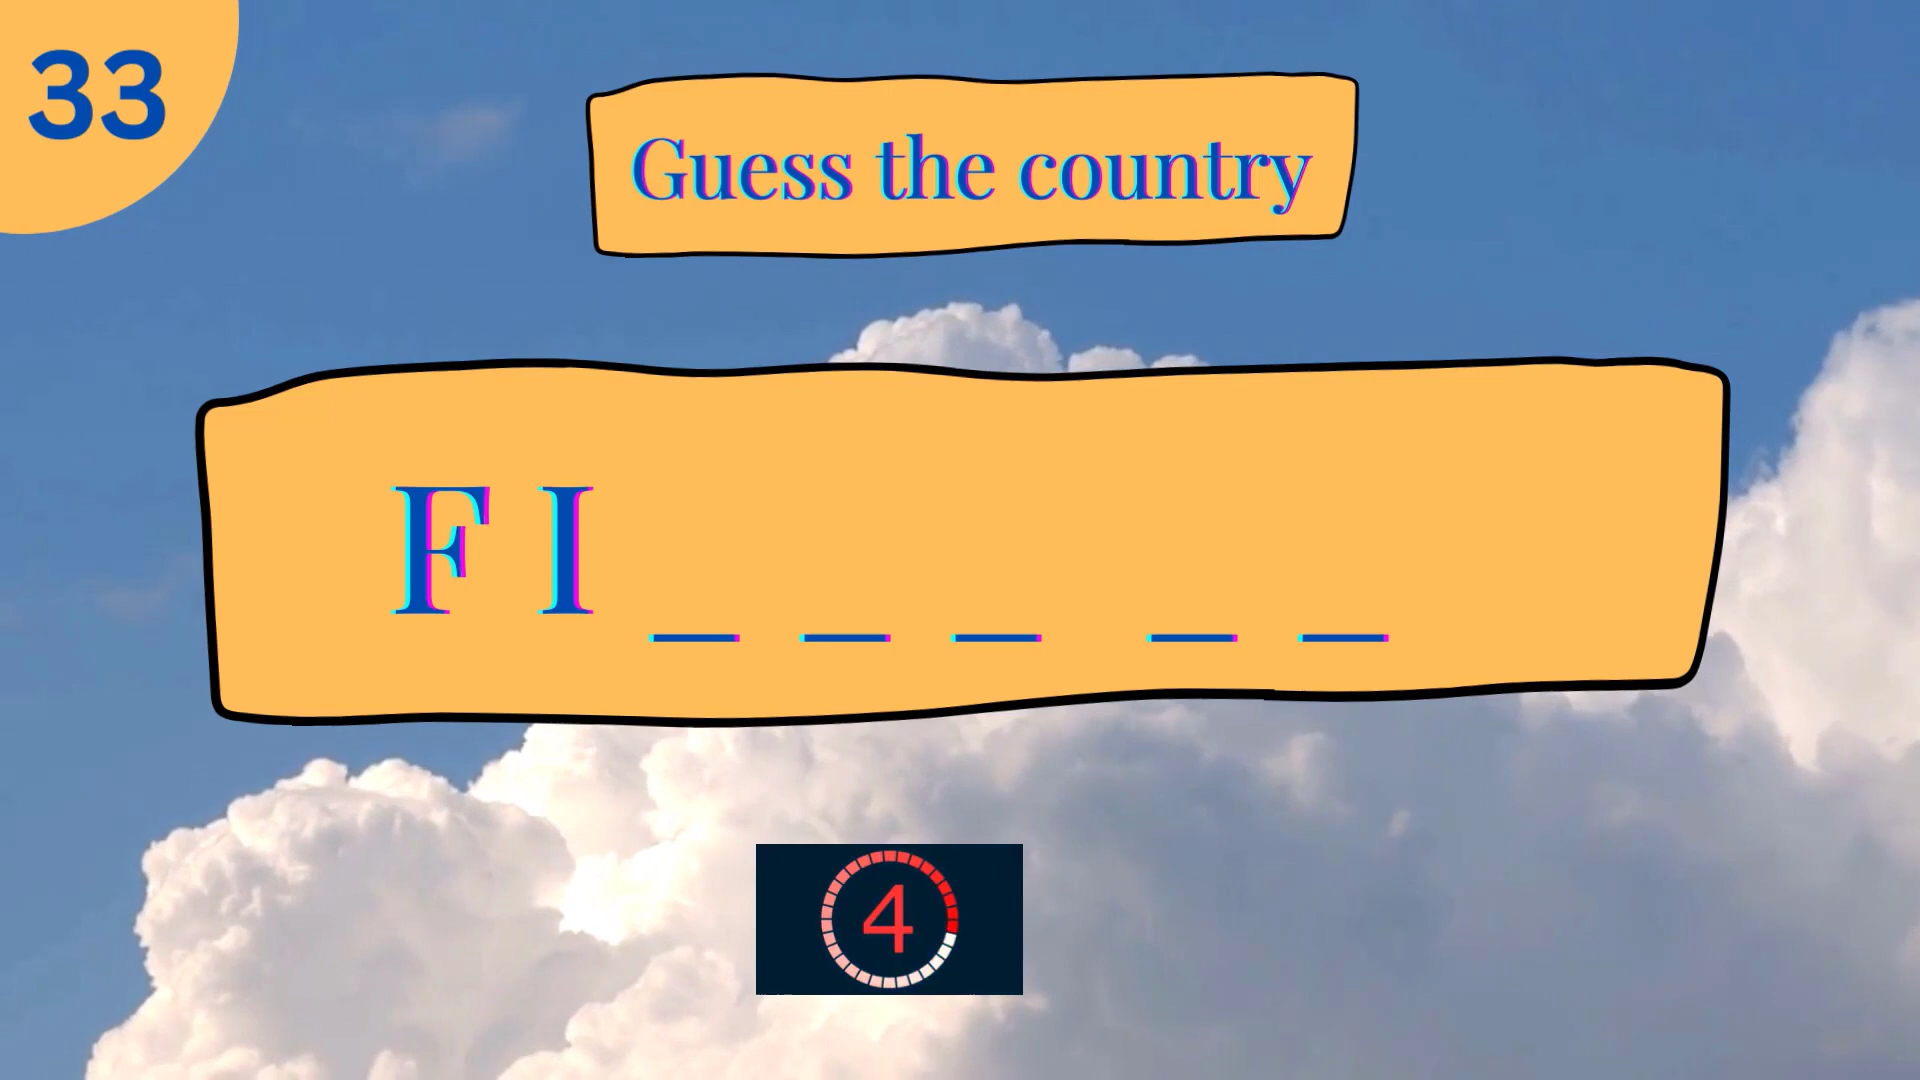 33
Guess the country
F I _ _ _ _ _
4